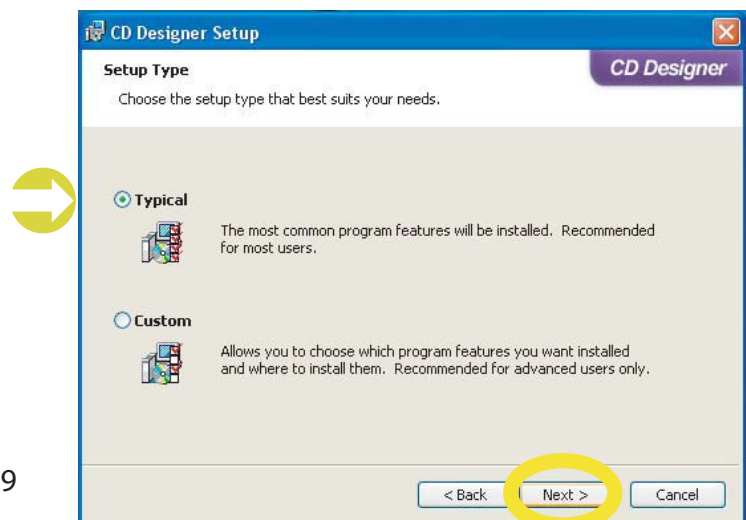 CD Designer Setup
Setup Type
CD Designer
Choose the setup type that best suits your needs.
Typical
The most common program features will be installed. Recommended
for most users.
Custom
Allows you to choose which program features you want installed
and where to install them. Recommended for advanced users only.
9
< Back Next > Cancel